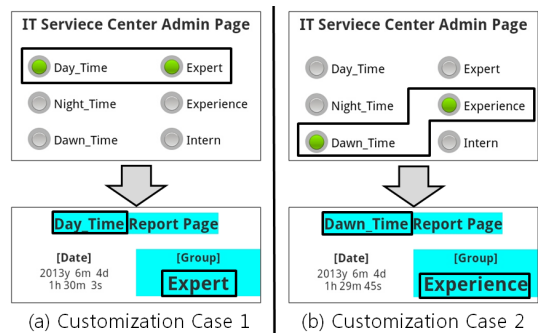 IT Serviece Center Admin Page
Day_Time Expert
Night_Time Experience
Dawn_Time Intern
Day_Time Report Page
[Date] [Group]
2013y 6m 4d
1h 30m 3s
Expert
(a) Customization Case 1
IT Serviece Center Admin Page
Day_Time Expert
Night_Time Experience
Dawn_Time Intern
Dawn_Time Report Page
[Date] [Group]
2013y 6m 4d
1h 29m 45s
Experience
(b) Customization Case 2